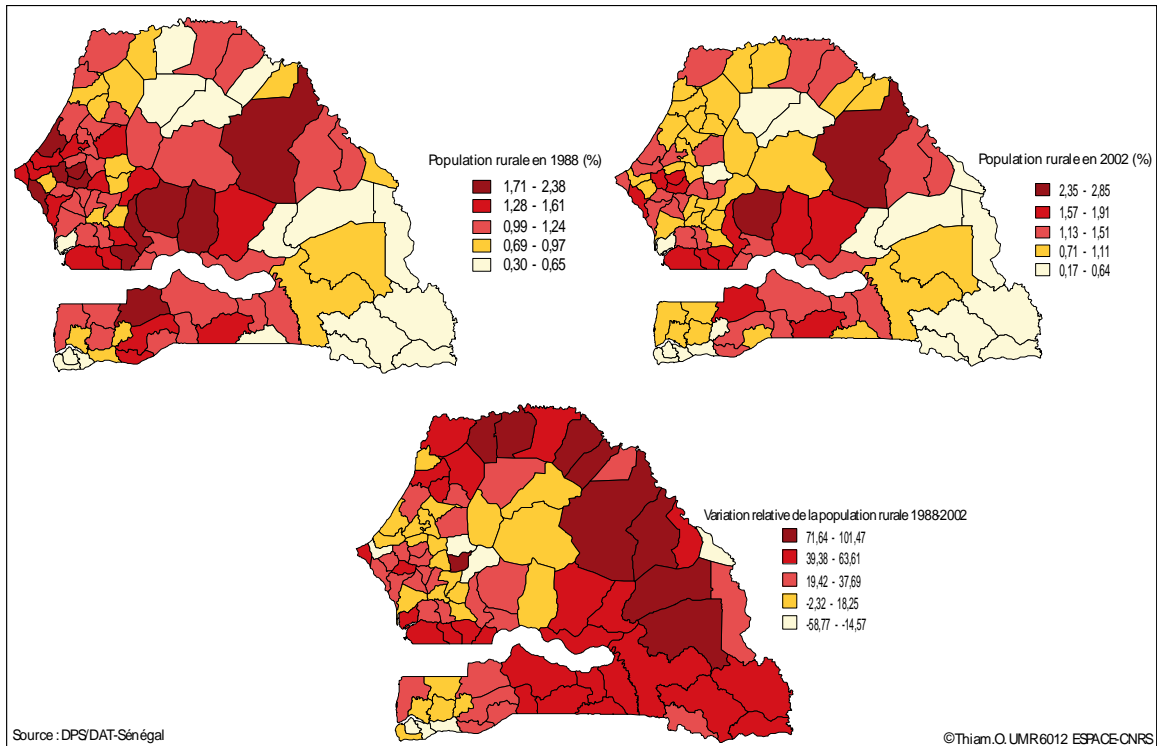 Population rurale en 1988 (%)
1,71 - 2,38
1,28 - 1,61
0,99 - 1,24
0,69 - 0,97
0,30 - 0,65
Population rurale en 2002 (%)
2,35 - 2,85
1,57 - 1,91
1,13 - 1,51
0,71 - 1,11
0,17 - 0,64
Variation relative de la population rurale 1988-2002
71,64 - 101,47
39,38 - 63,61
19,42 - 37,69
-2,32 - 18,25
-58,77 - -14,57
Source : DPS/DAT-Sénégal
©Thiam.O. UMR 6012 ESPACE-CNRS